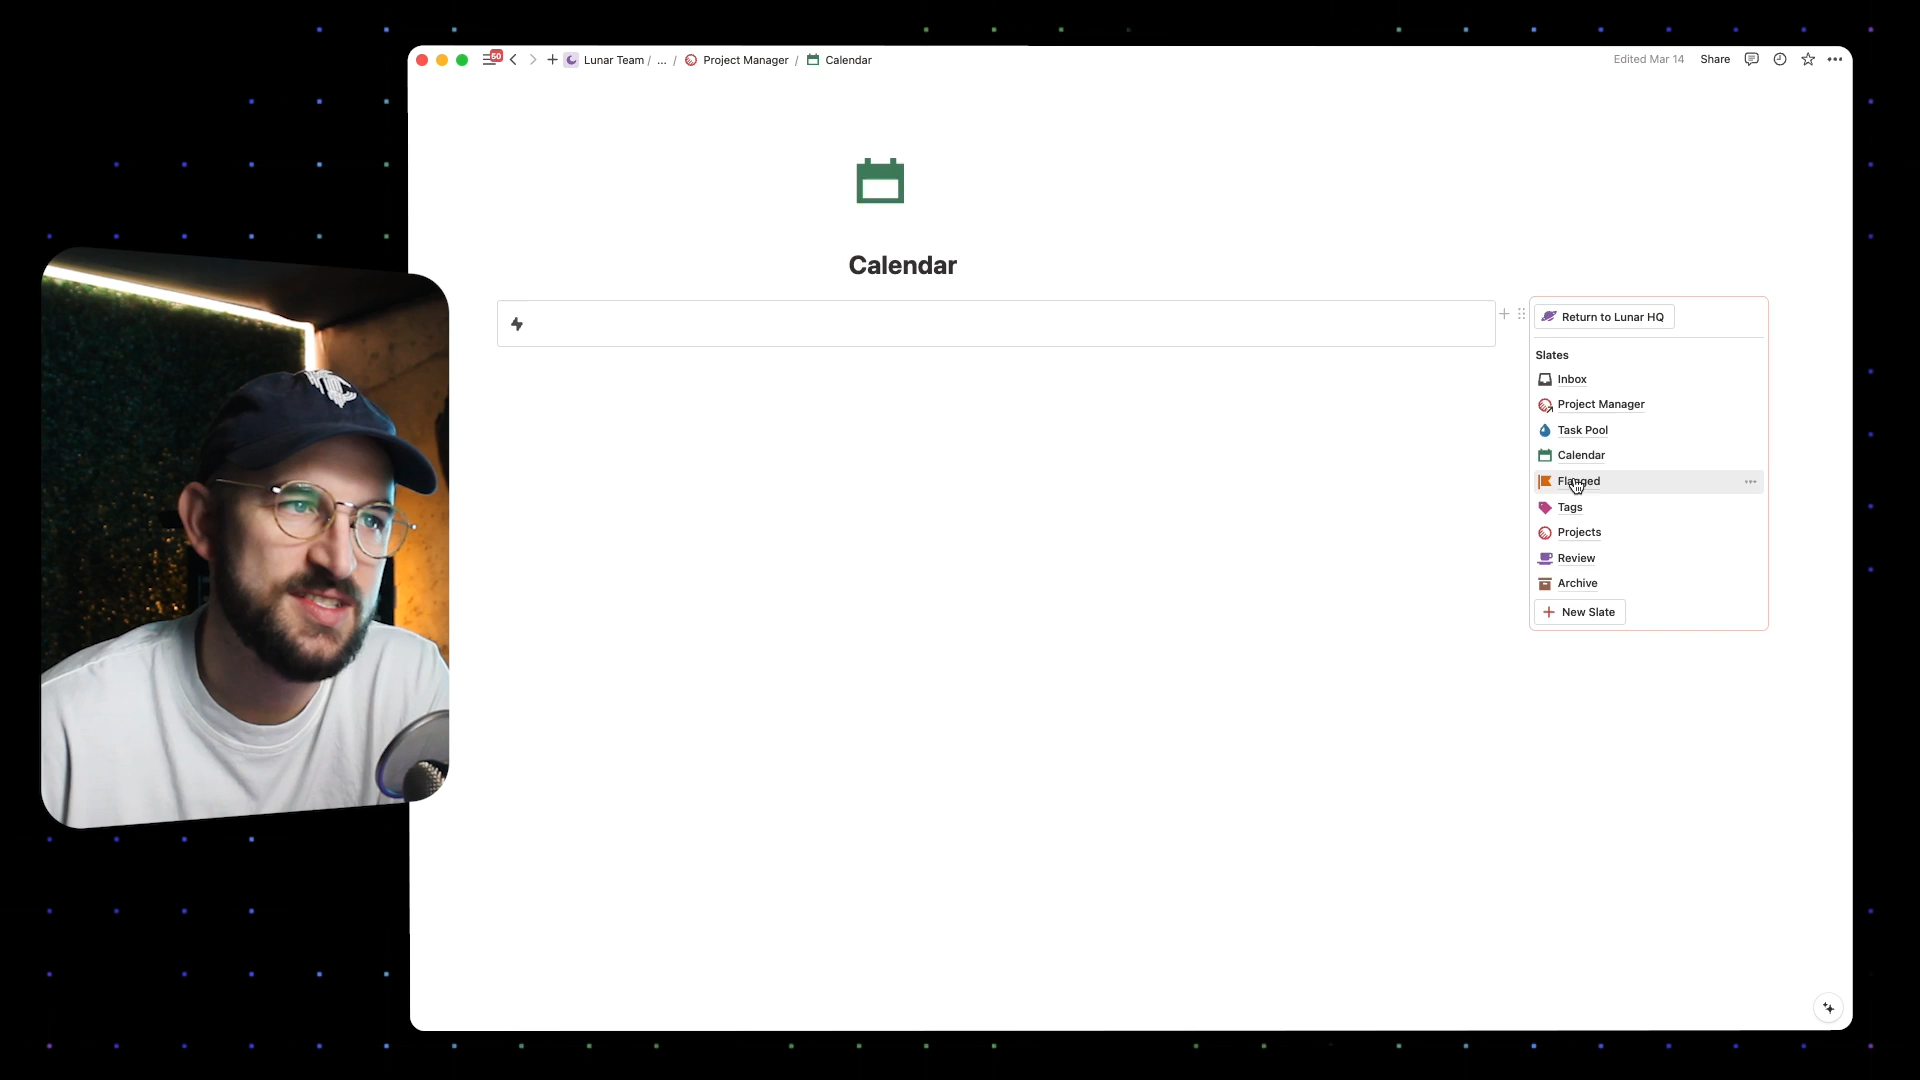 50
Lunar Team / ... / Project Manager / Calendar
Edited Mar 14 Share
Calendar
Return to Lunar HQ
Slates
Inbox
Project Manager
Task Pool
Calendar
Flagged
Tags
Projects
Review
Archive
New Slate